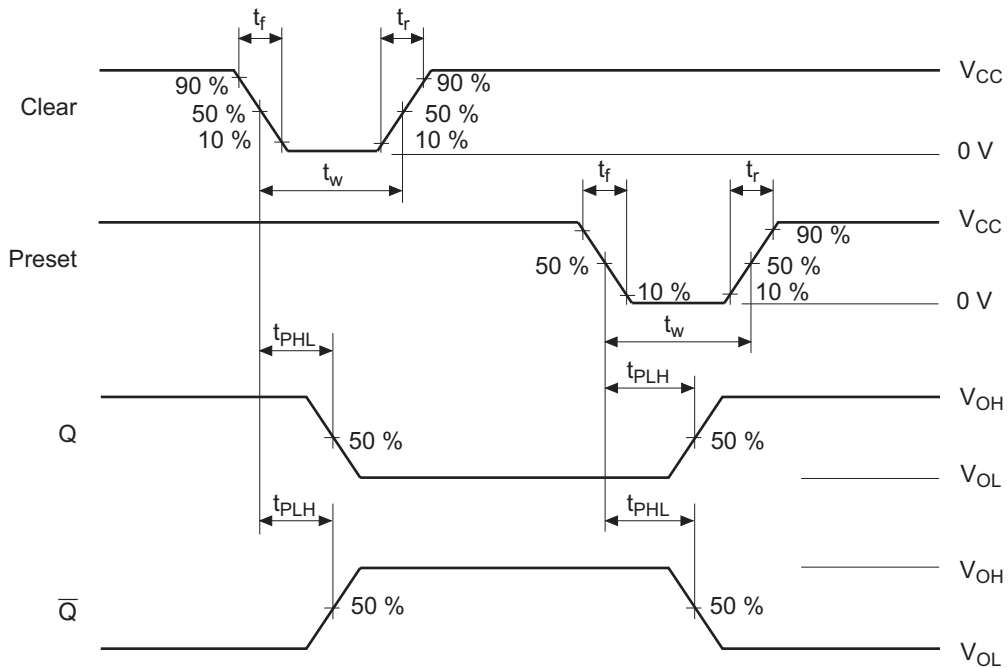 tf
tr
VCC
90 %
90 %
Clear
50 %
50 %
10 %
10 %
0 V
tw
tf
tr
VCC
90 %
Preset
50 %
50 %
10 %
10 %
0 V
tw
tPHL
tPLH
VOH
Q
50 %
50 %
VOL
tPLH
tPHL
VOH
Q̅
50 %
50 %
VOL